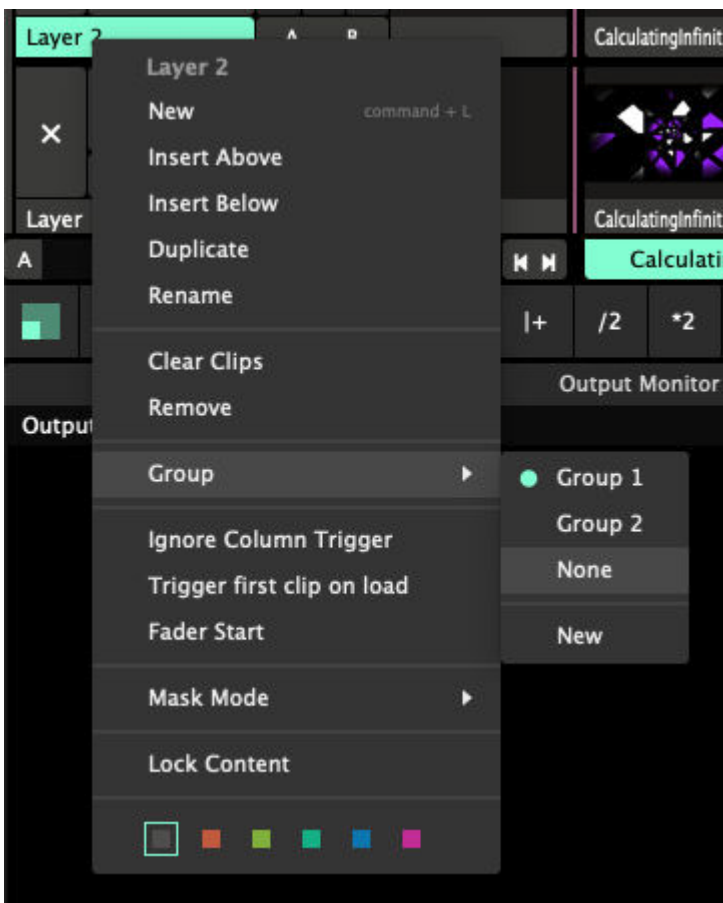 Layer 2
A B
CalculatingInfinit
Layer 2
New command + L
Insert Above
Insert Below
Layer
CalculatingInfinit
Duplicate
A
Calculati
Rename
|+ /2 *2
Clear Clips
Output Monitor
Remove
Output
Group
Group 1
Group 2
None
New
Ignore Column Trigger
Trigger first clip on load
Fader Start
Mask Mode
Lock Content